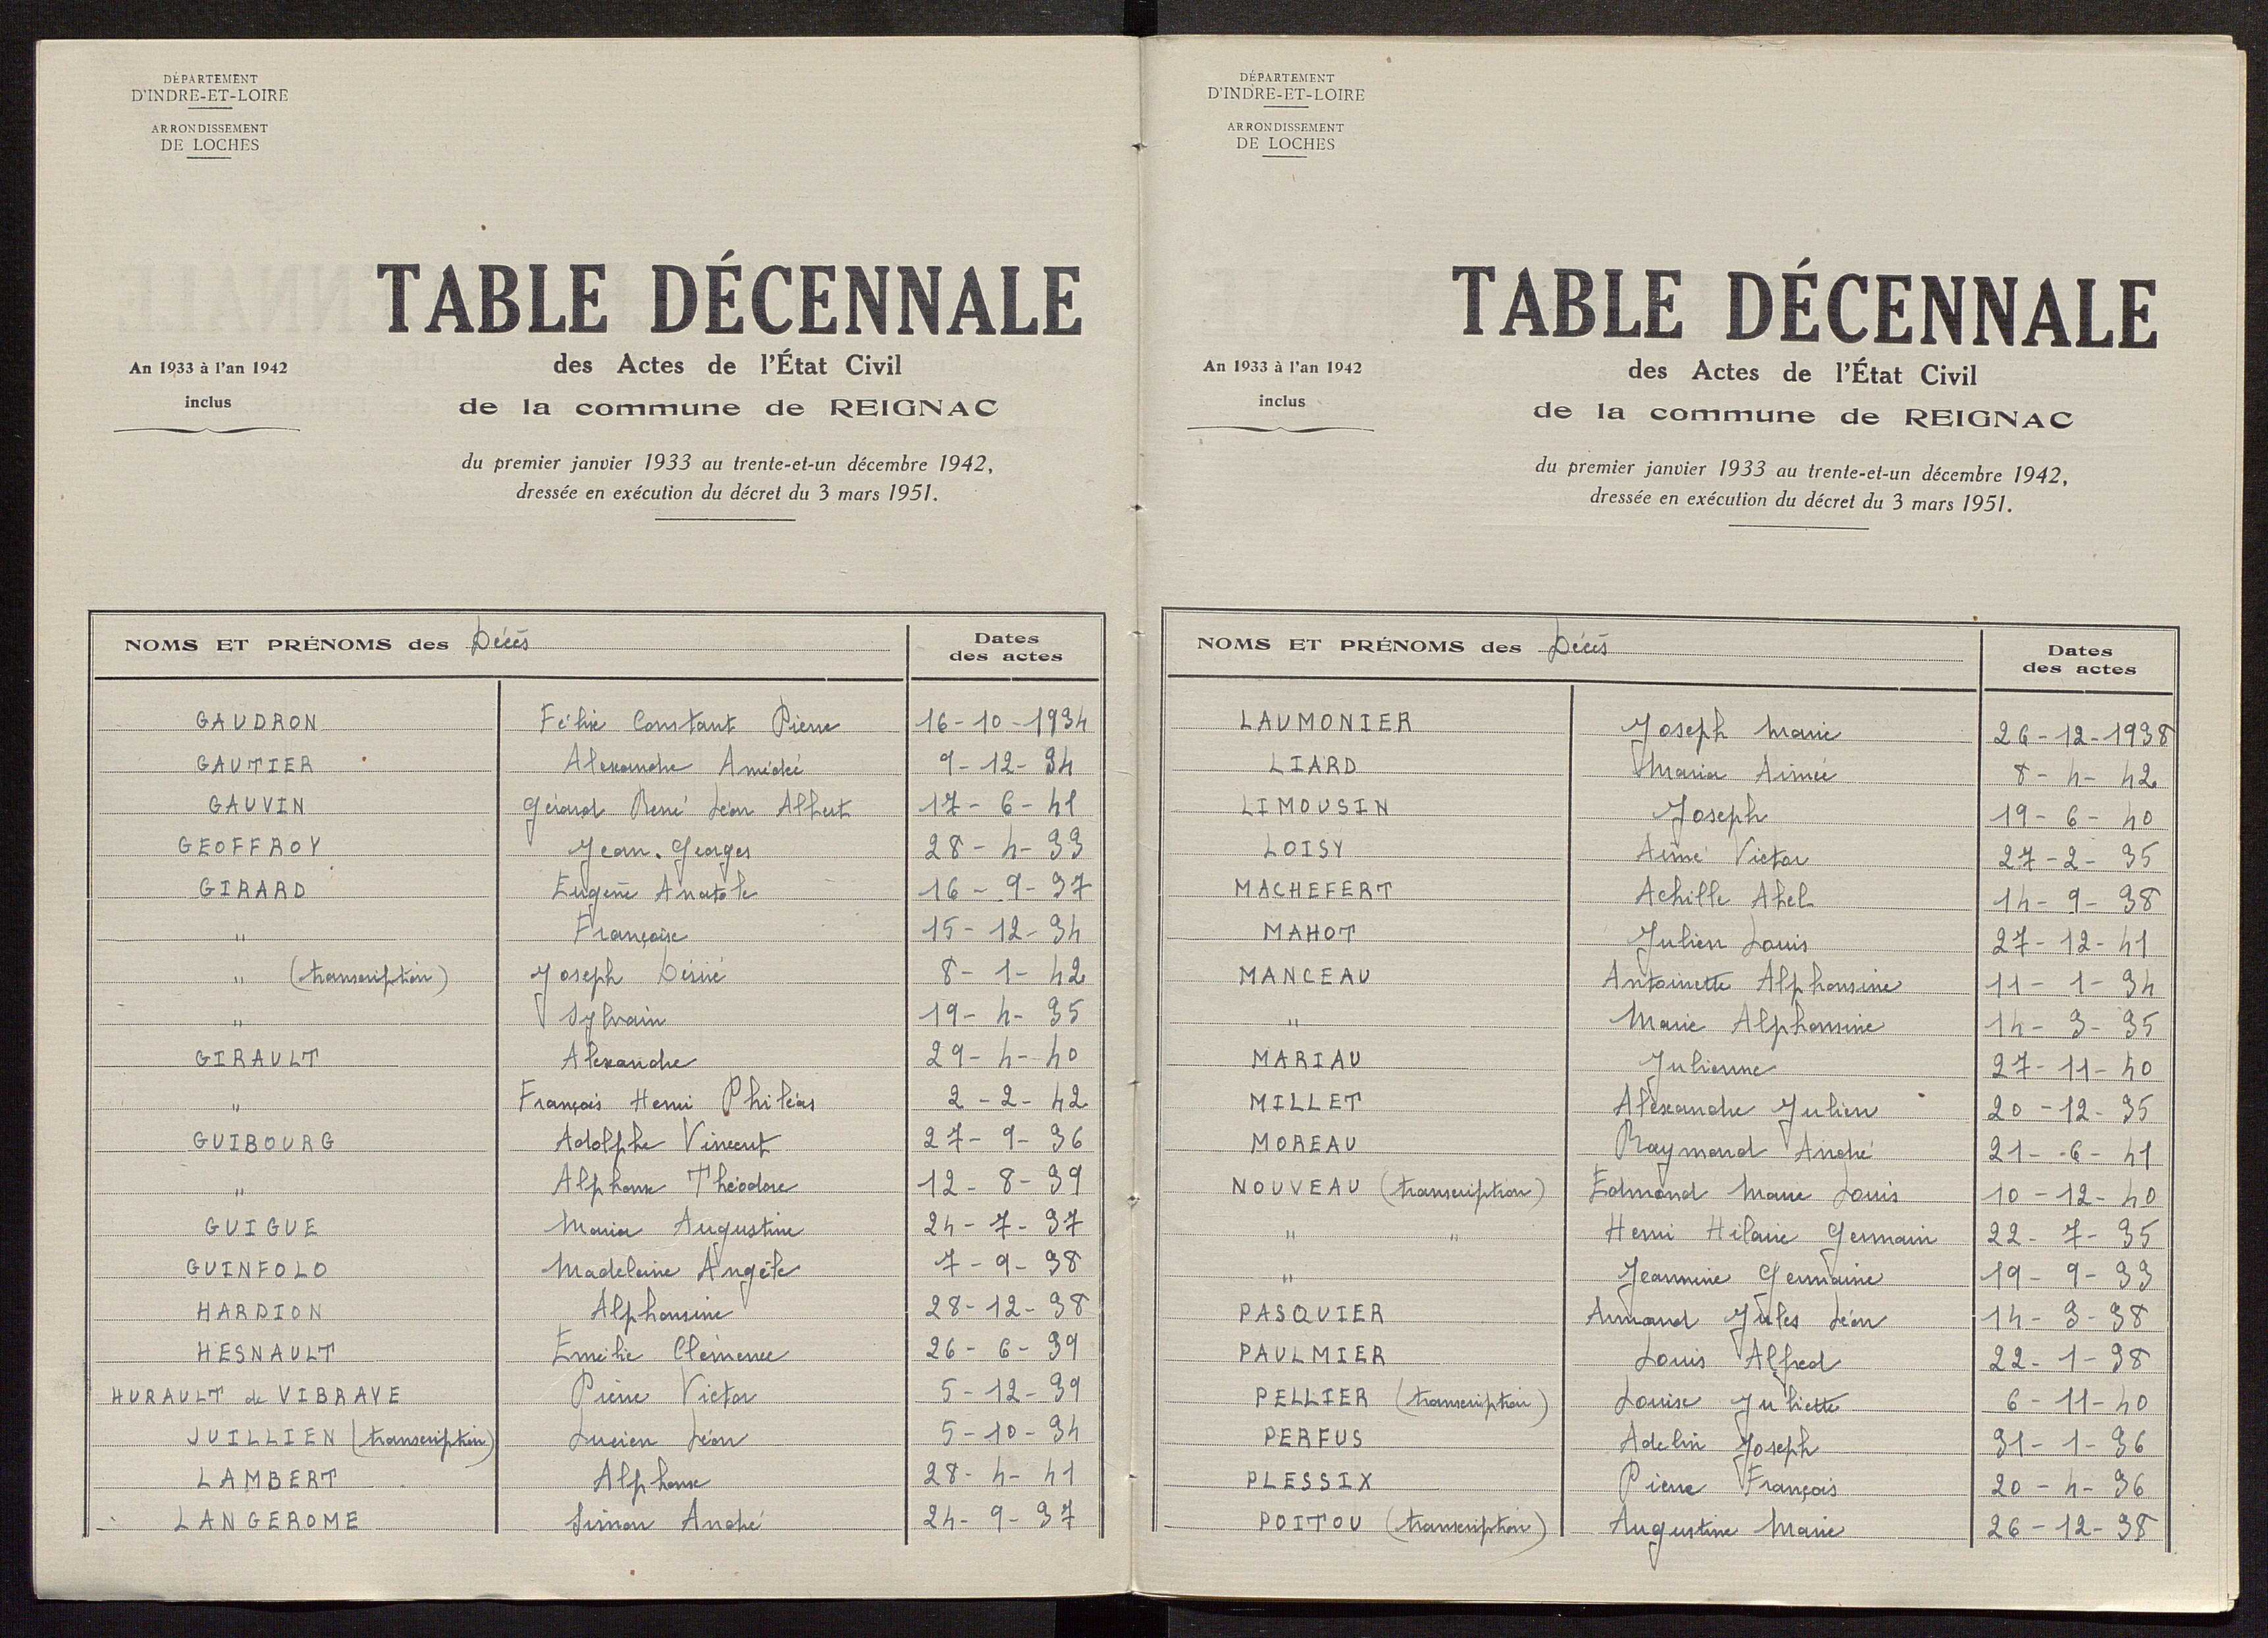 DÉPARTEMENT
D'INDRE-ET-LOIRE
ARRONDISSEMENT
DE LOCHES
TABLE DÉCENNALE
An 1933 à l'an 1942
inclus
des Actes de l'État Civil
de la commune de REIGNAC
du premier janvier 1933 au trente-et-un décembre 1942,
dressée en exécution du décret du 3 mars 1951.
NOMS ET PRÉNOMS des Décès Dates des actes
GAUDRON Félix Constant Pierre 16-10-1934
GAUTIER Alexandre Amédée 9-12-34
GAUVIN Gérard René Léon Albert 17-6-41
GEOFFROY Jean. Georges 28-4-33
GIRARD Eugène Anatole 16-9-37
" Françoise 15-12-34
" (transcription) Joseph Désiré 8-1-42
" Sylvain 19-4-35
GIRAULT Alexandre 29-4-40
" François Henri Philéas 2-2-42
GUIBOURG Adolphe Vincent 27-9-36
" Alphonse Théodore 12-8-39
GUIGUE Maria Augustine 24-7-37
GUINFOLO Madeleine Angèle 7-9-38
HARDION Alphonsine 28-12-38
HESNAULT Emélie Clémence 26-6-39
HURAULT de VIBRAYE Pierre Victor 5-12-39
JUILLIEN (transcription) Lucien Léon 5-10-34
LAMBERT Alphonse 28-4-41
LANGEROME Simon André 24-9-37
DÉPARTEMENT
D'INDRE-ET-LOIRE
ARRONDISSEMENT
DE LOCHES
TABLE DÉCENNALE
An 1933 à l'an 1942
inclus
des Actes de l'État Civil
de la commune de REIGNAC
du premier janvier 1933 au trente-et-un décembre 1942,
dressée en exécution du décret du 3 mars 1951.
NOMS ET PRÉNOMS des Décès Dates des actes
LAUMONIER Joseph Marie 26-12-1938
LIARD Maria Aimée 8-4-42
LIMOUSIN Joseph 19-6-40
LOISY Aimé Victor 27-2-35
MACHEFERT Achille Abel 14-9-38
MAHOT Julien Louis 27-12-41
MANCEAU Antoinette Alphonsine 11-1-34
" Marie Alphonsine 14-3-35
MARIAU Julienne 27-11-40
MILLET Alexandre Julien 20-12-35
MOREAU Raymond André 21-6-41
NOUVEAU (transcription) Edmond Marie Louis 10-12-40
" " Henri Hilaire Germain 22-7-35
" Jeannine Germaine 19-9-33
PASQUIER Armand Jules Léon 14-3-38
PAULMIER Louis Alfred 22-1-38
PELLIER (transcription) Louise Juliette 6-11-40
PERFUS Adelin Joseph 31-1-36
PLESSIX Pierre François 20-4-36
POITOU (transcription) Augustine Marie 26-12-38